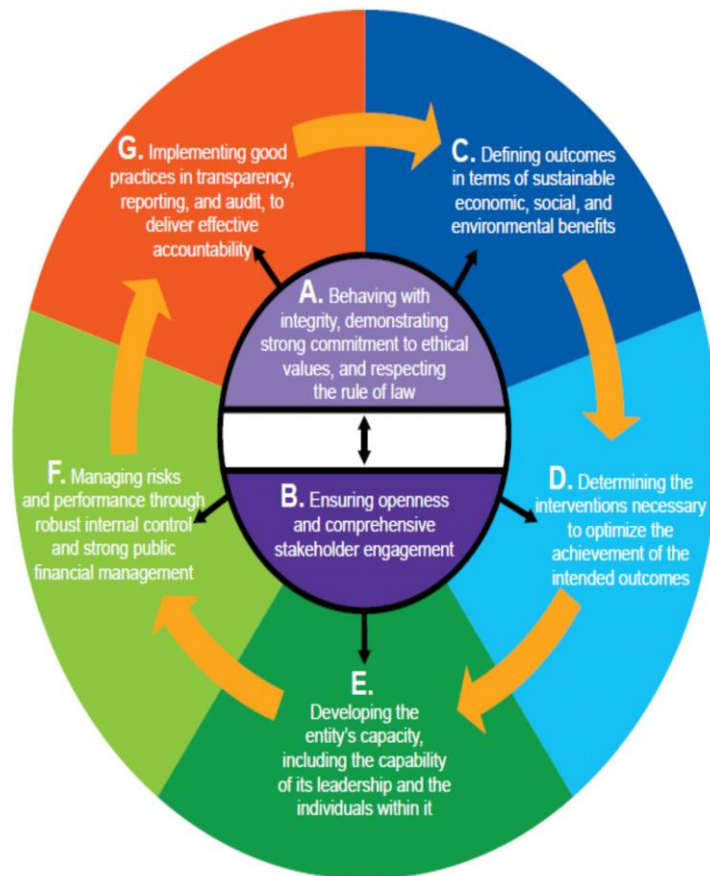 G. Implementing good
practices in transparency,
reporting, and audit, to
deliver effective
accountability
C. Defining outcomes
in terms of sustainable
economic, social, and
environmental benefits
A. Behaving with
integrity, demonstrating
strong commitment to ethical
values, and respecting
the rule of law
B. Ensuring openness
and comprehensive
stakeholder engagement
D. Determining the
interventions necessary
to optimize the
achievement of the
intended outcomes
E.
Developing the
entity's capacity,
including the capability
of its leadership and the
individuals within it
F. Managing risks
and performance through
robust internal control
and strong public
financial management